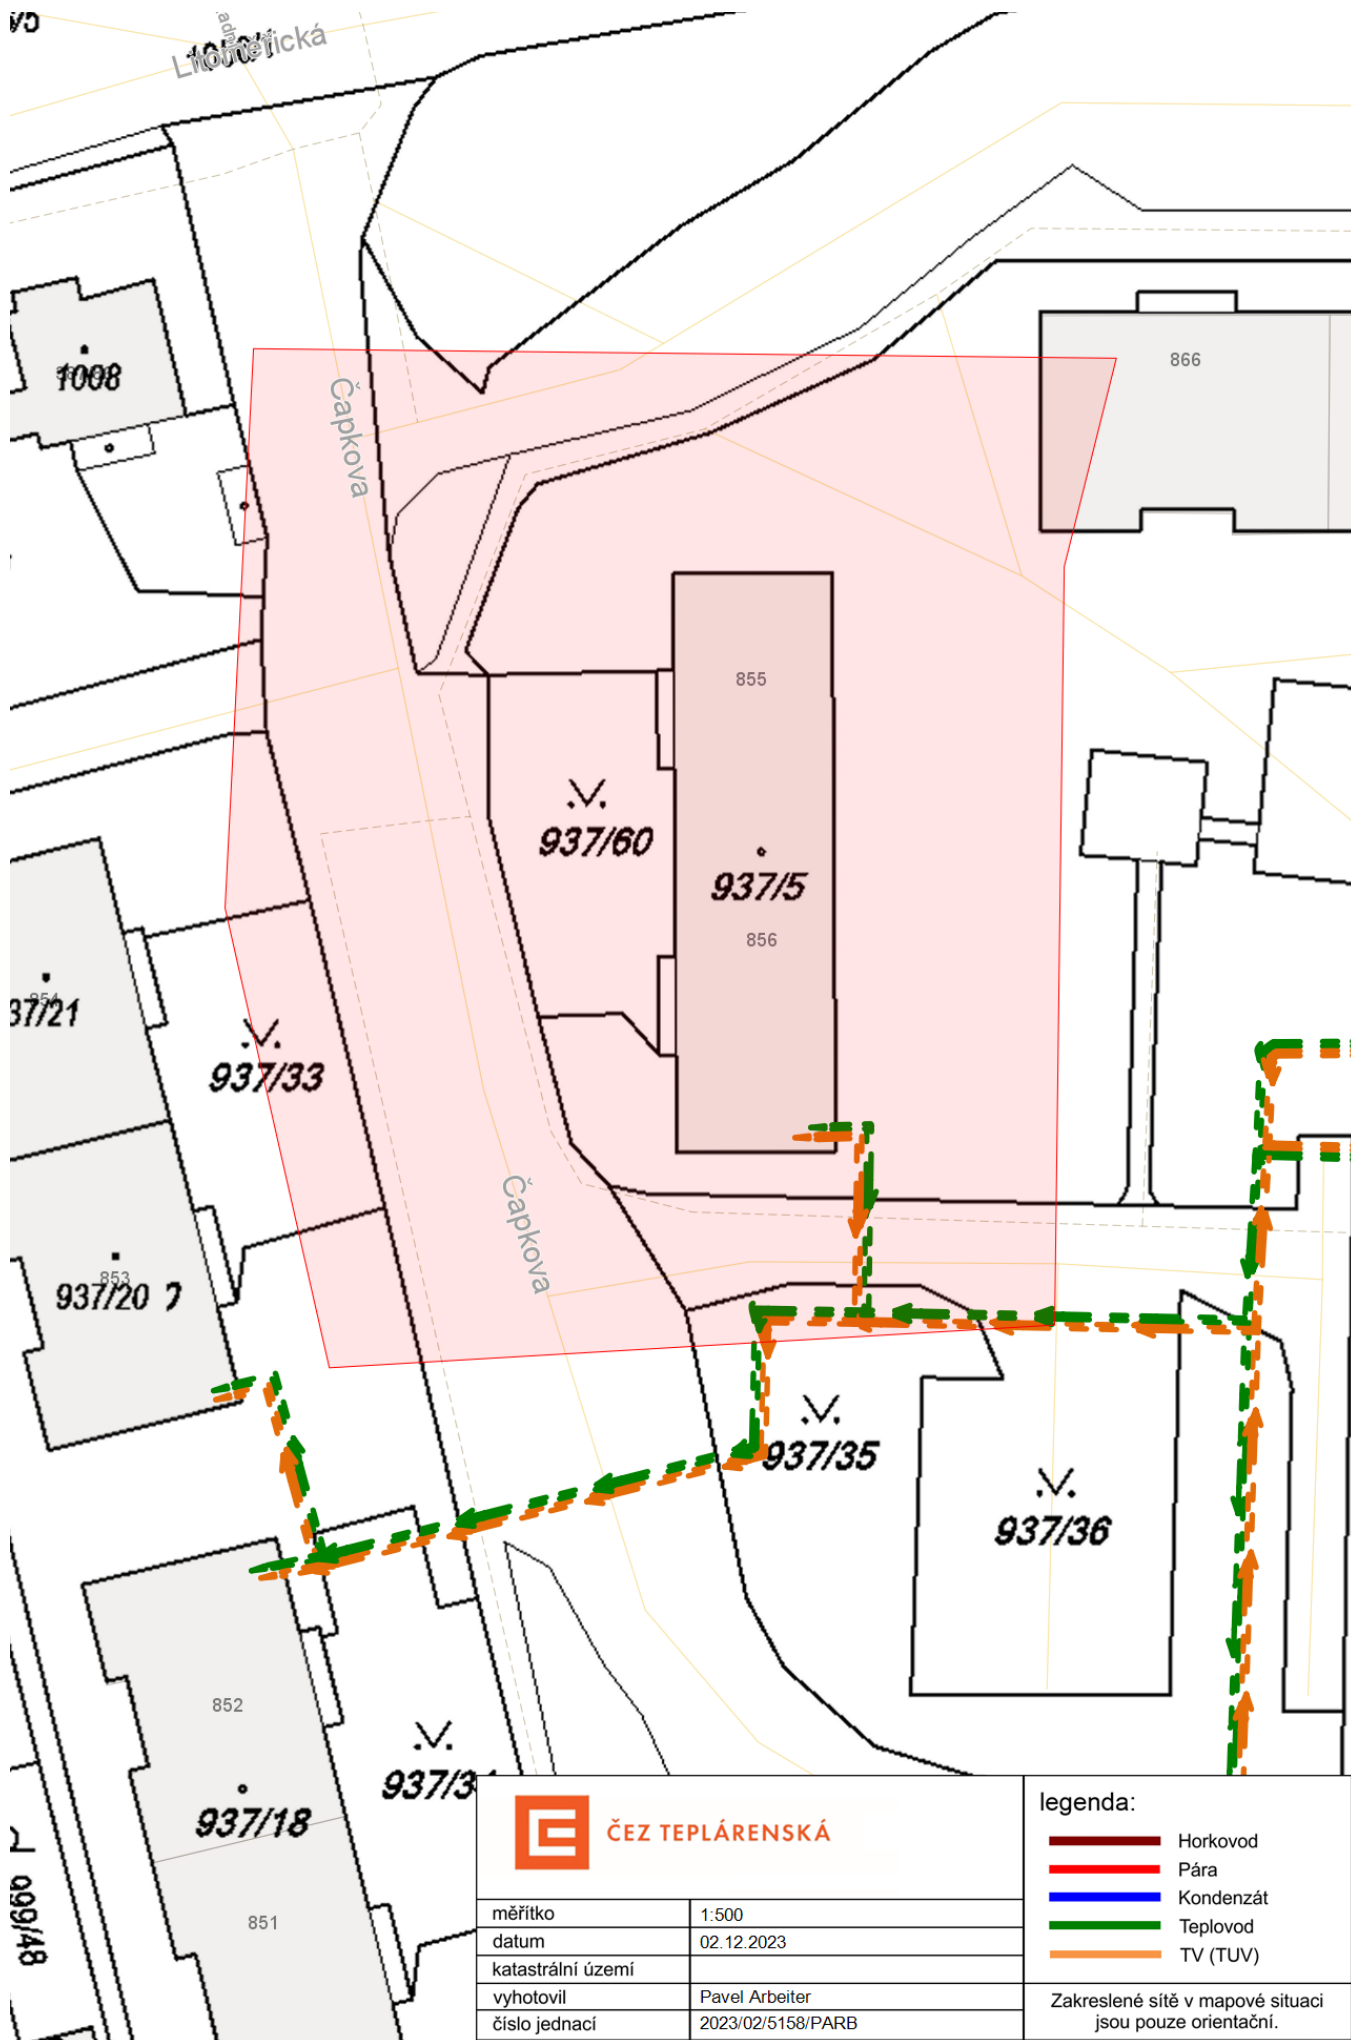 Litoměřická
866
1008
Čapkova
855
937/60
937/5
856
37/21
937/33
Čapkova
853
937/20
937/35
937/36
852
937/18
851
ČEZ TEPLÁRENSKÁ
měřítko 1:500
datum 02.12.2023
katastrální území
vyhotovil Pavel Arbeiter
číslo jednací 2023/02/5158/PARB
legenda:
Horkovod
Pára
Kondenzát
Teplovod
TV (TUV)
Zakreslené sítě v mapové situaci
jsou pouze orientační.